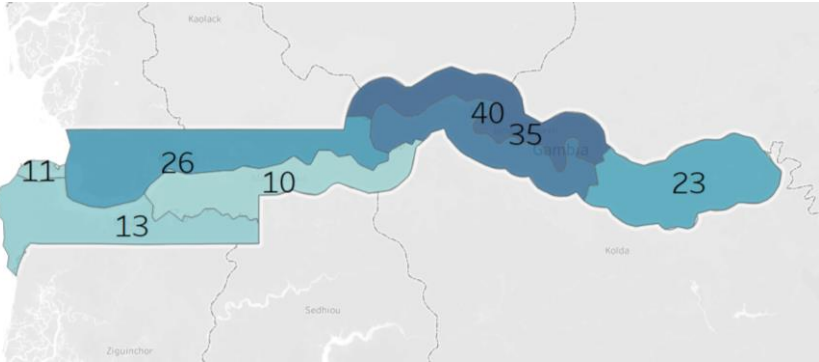 Kaolack
40
35
Gambia
26
11
10
23
13
Kolda
Sedhiou
Ziguinchor